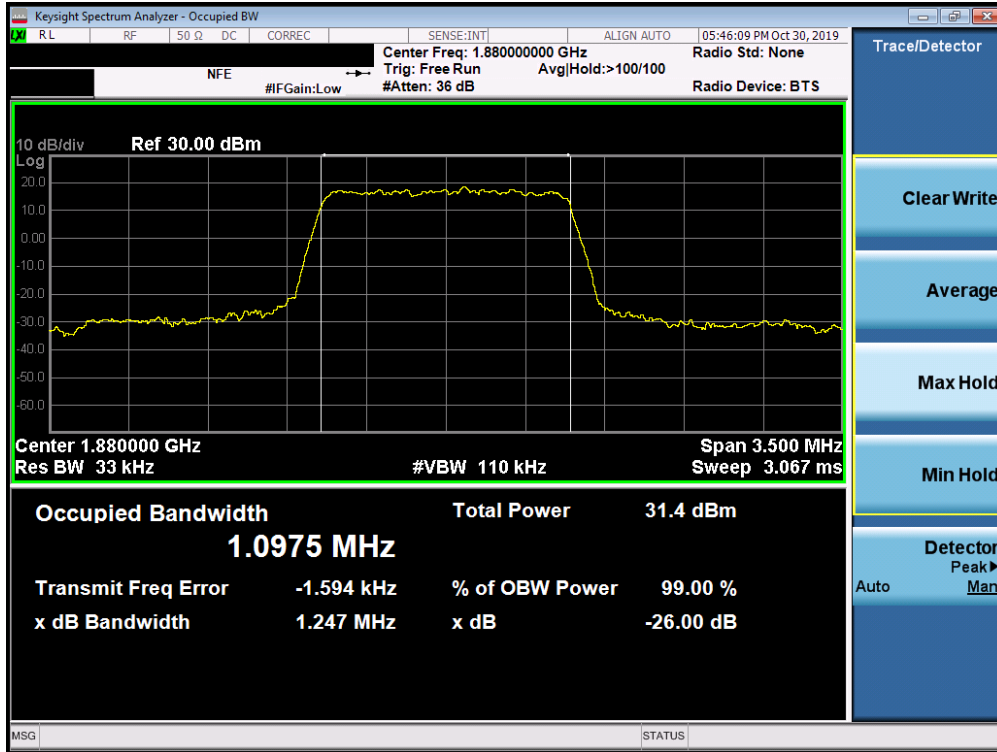 Keysight Spectrum Analyzer - Occupied BW
LXI RL RF 50 Ω DC CORREC SENSE:INT ALIGN AUTO 05:46:09 PM Oct 30, 2019
Center Freq: 1.880000000 GHz Radio Std: None
NFE Trig: Free Run Avg|Hold:>100/100
#IFGain:Low #Atten: 36 dB Radio Device: BTS
Trace/Detector
10 dB/div Ref 30.00 dBm
Log
20.0
10.0
0.00
-10.0
-20.0
-30.0
-40.0
-50.0
-60.0
Center 1.880000 GHz Span 3.500 MHz
Res BW 33 kHz #VBW 110 kHz Sweep 3.067 ms
Occupied Bandwidth Total Power 31.4 dBm
1.0975 MHz
Transmit Freq Error -1.594 kHz % of OBW Power 99.00 %
x dB Bandwidth 1.247 MHz x dB -26.00 dB
Clear Write
Average
Max Hold
Min Hold
Detector
Peak▶
Auto Man
MSG STATUS